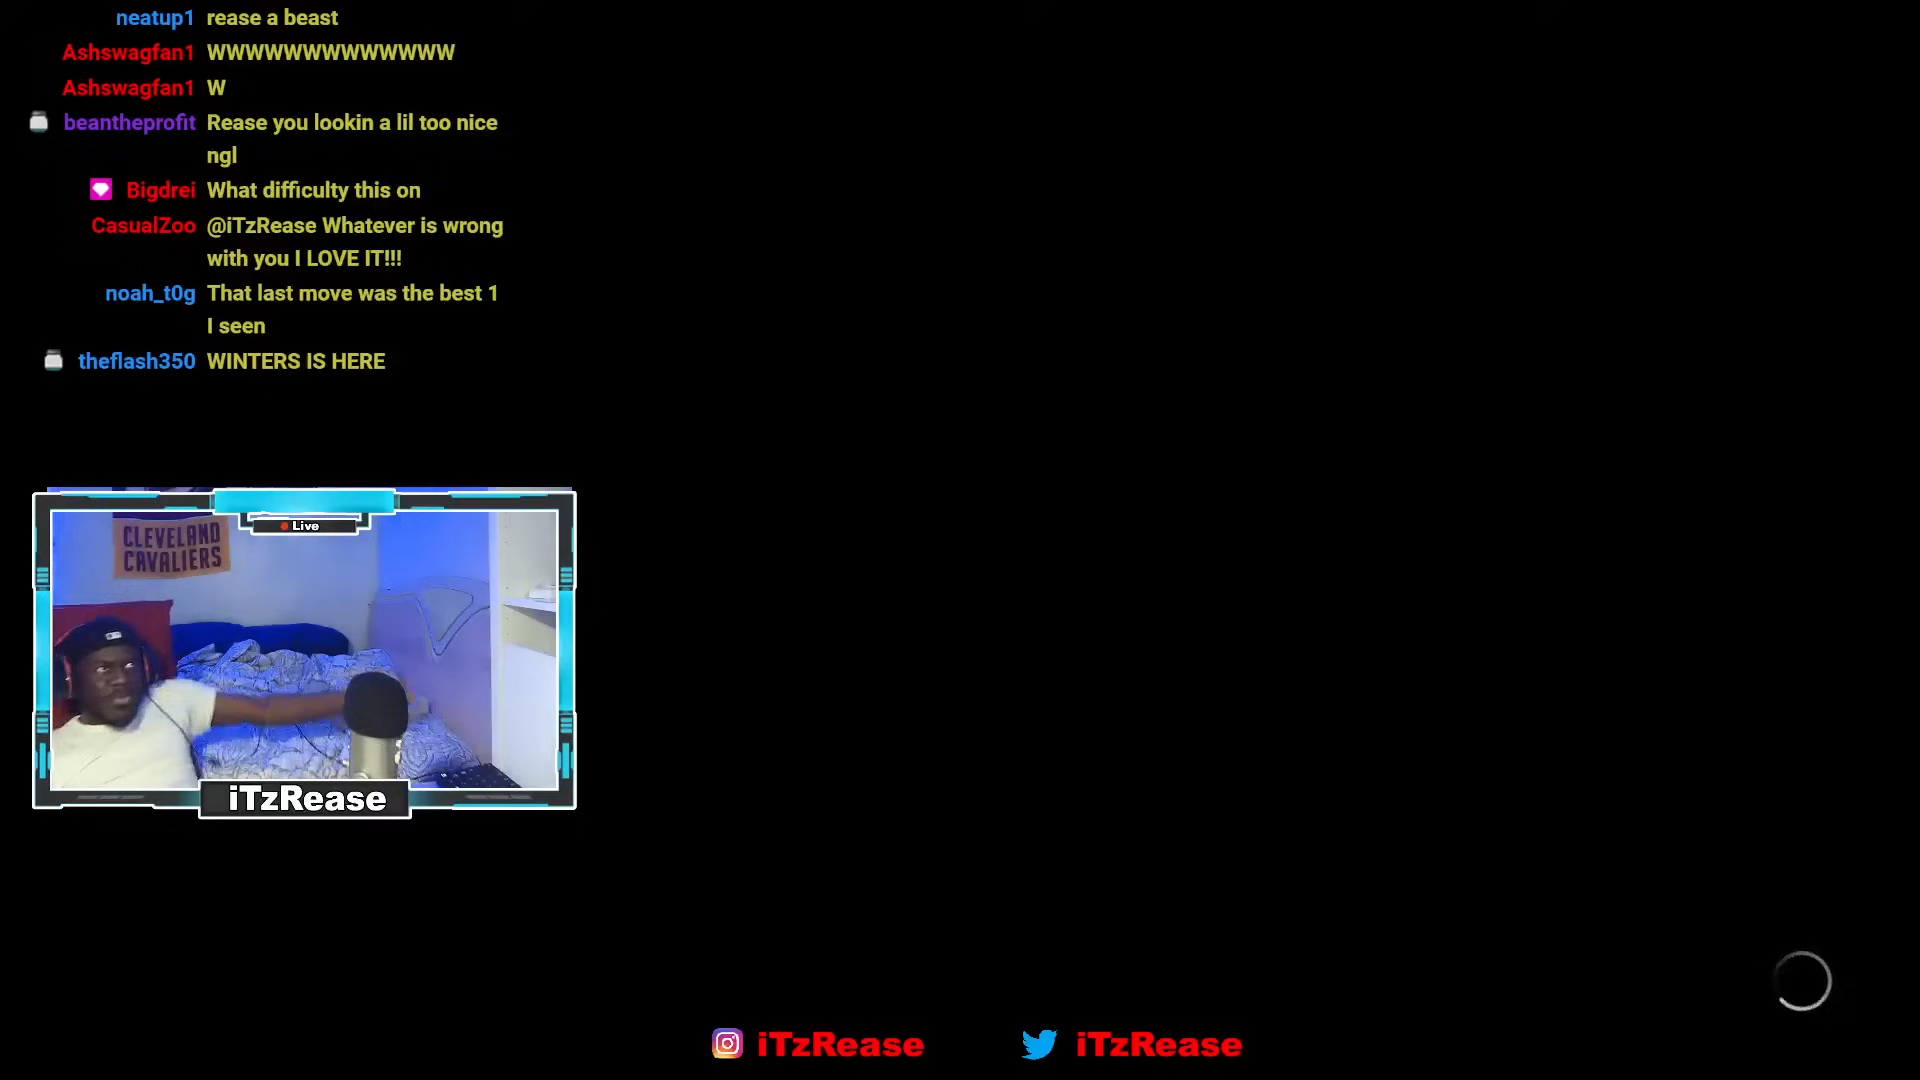 neatup1 rease a beast
Ashswagfan1 WWWWWWWWWWWWW
Ashswagfan1 W
beantheprofit Rease you lookin a lil too nice
ngl
Bigdrei What difficulty this on
CasualZoo @iTzRease Whatever is wrong
with you I LOVE IT!!!
noah_t0g That last move was the best 1
I seen
theflash350 WINTERS IS HERE
Live
CLEVELAND
CAVALIERS
iTzRease
iTzRease iTzRease